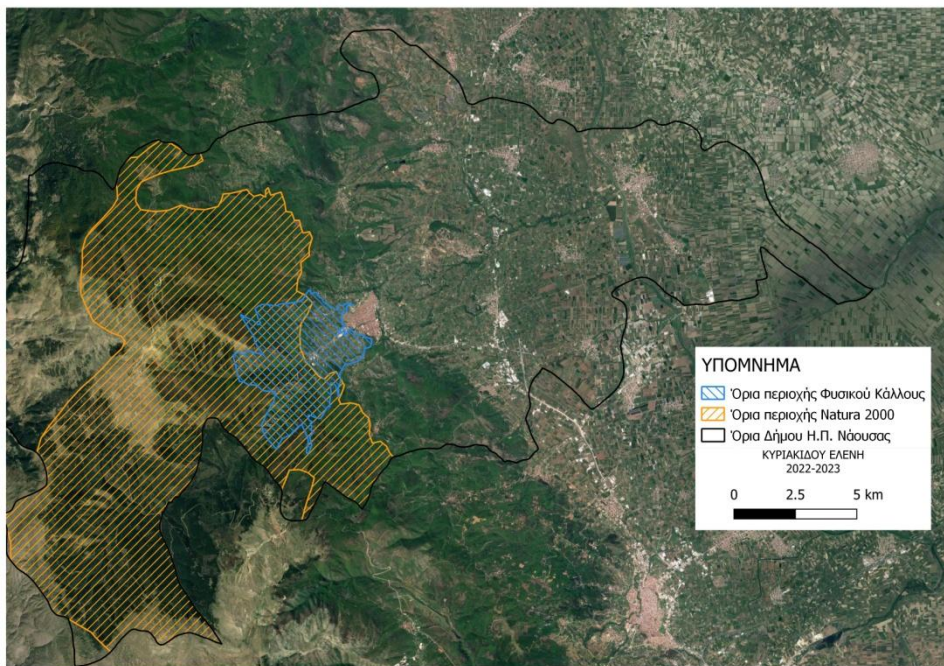 ΥΠΟΜΝΗΜΑ
Όρια περιοχής Φυσικού Κάλλους
Όρια περιοχής Natura 2000
Όρια Δήμου Η.Π. Νάουσας
ΚΥΡΙΑΚΙΔΟΥ ΕΛΕΝΗ
2022-2023
0 2.5 5 km